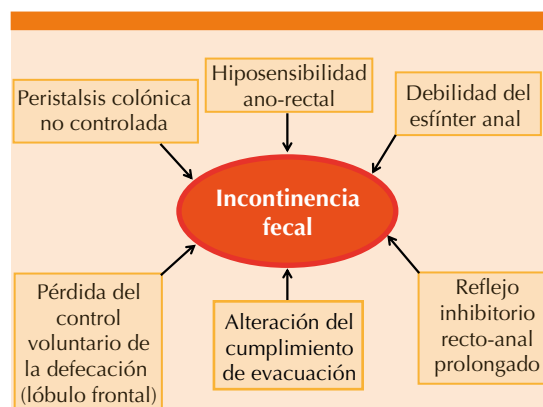 Hiposensibilidad
ano-rectal
Peristalsis colónica
no controlada
Debilidad del
esfínter anal
Incontinencia
fecal
Pérdida del
control
voluntario de
la defecación
(lóbulo frontal)
Alteración del
cumplimiento
de evacuación
Reflejo
inhibitorio
recto-anal
prolongado